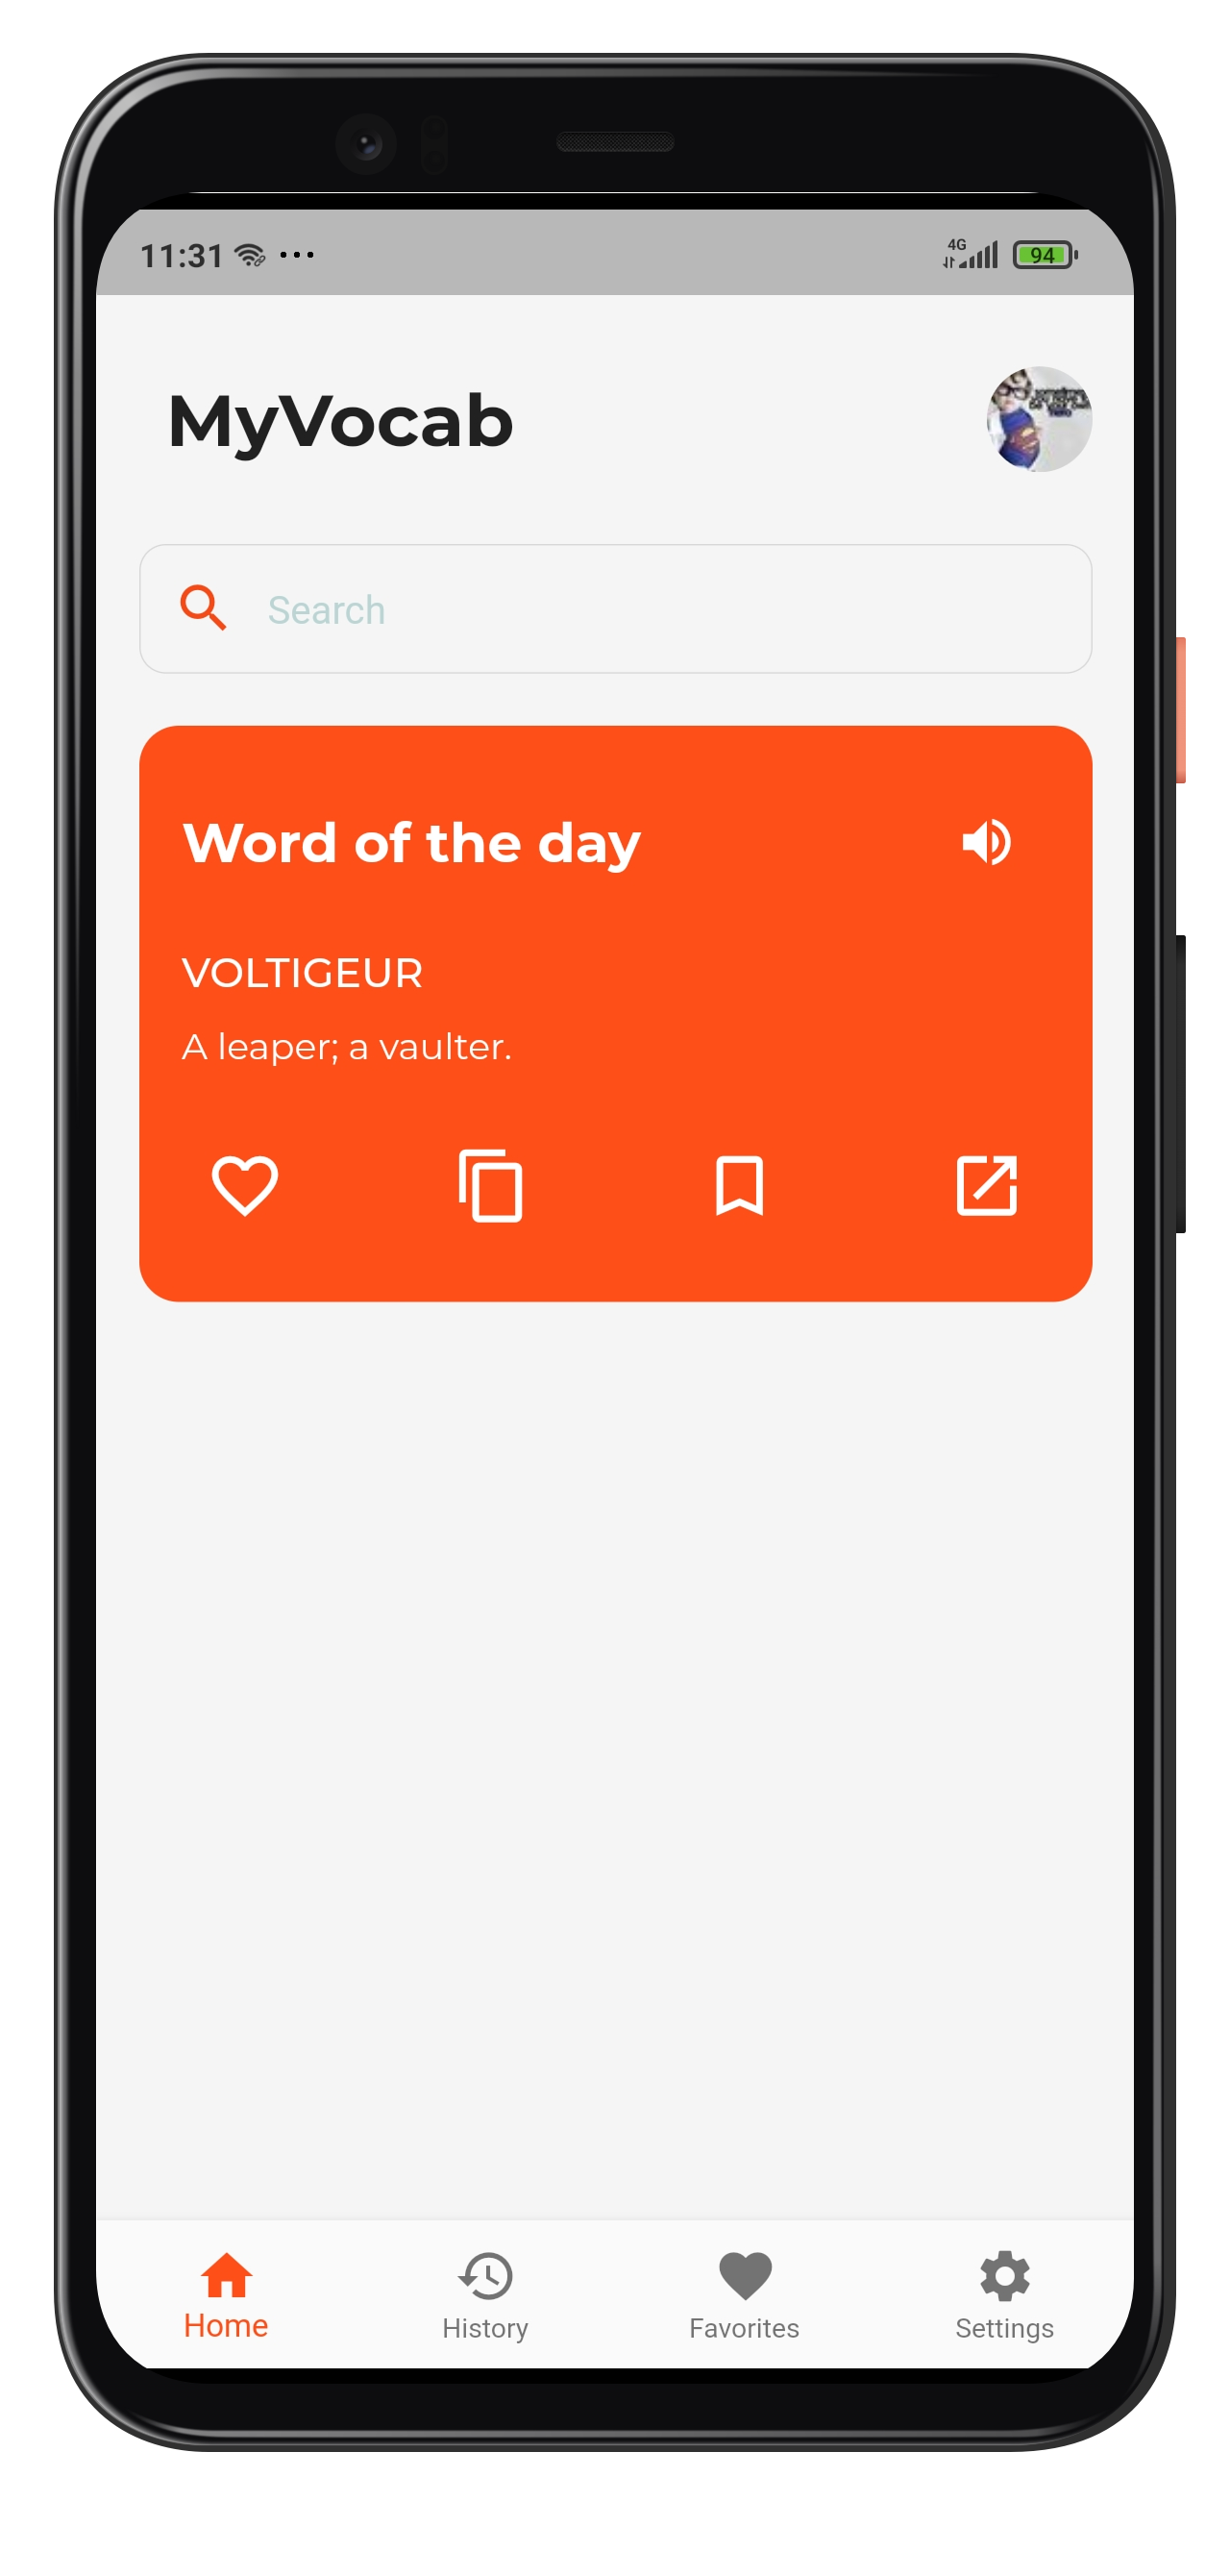 11:31
4G
94
MyVocab
Search
Word of the day
VOLTIGEUR
A leaper; a vaulter.
Home
History
Favorites
Settings